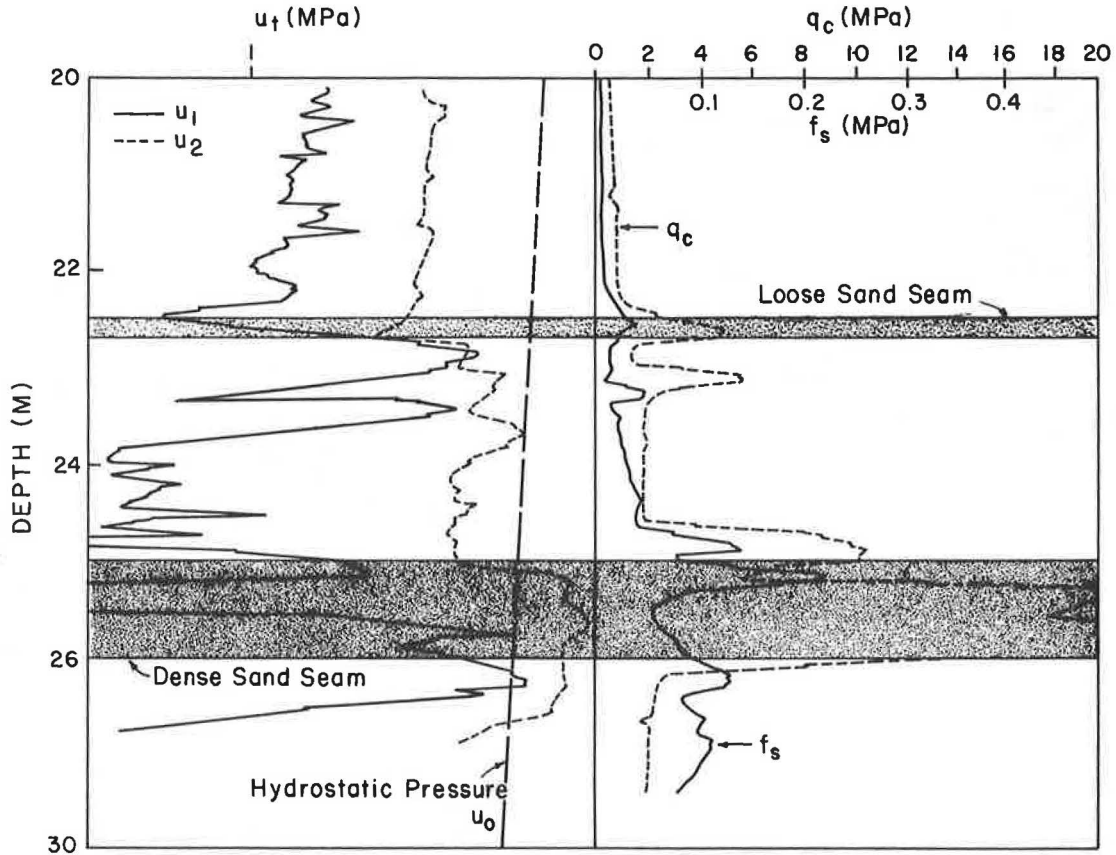 u_t (MPa)
q_c (MPa)
0 2 4 6 8 10 12 14 16 18 20
0.1 0.2 0.3 0.4
f_s (MPa)
20
u_1
u_2
q_c
22
Loose Sand Seam
DEPTH (M)
24
26
Dense Sand Seam
f_s
Hydrostatic Pressure
u_o
30